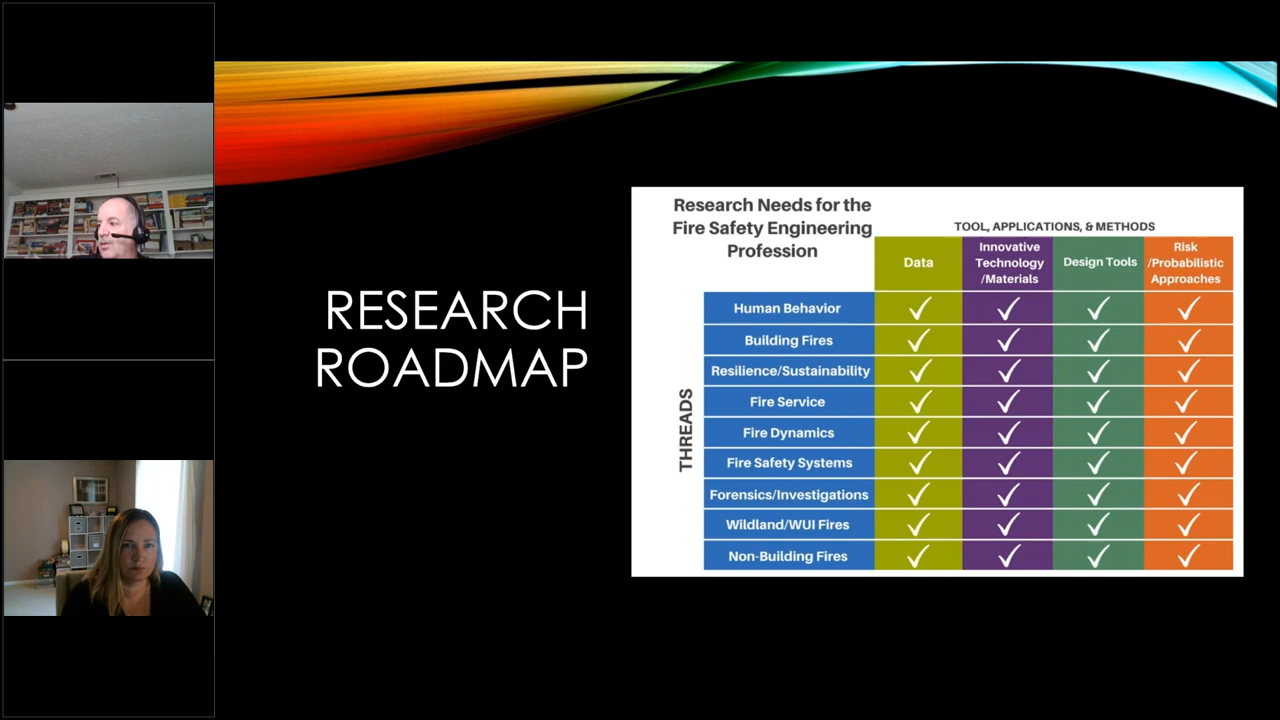 RESEARCH
ROADMAP
Research Needs for the
Fire Safety Engineering
Profession
TOOL, APPLICATIONS, & METHODS
Data
Innovative
Technology
/Materials
Design Tools
Risk
/Probabilistic
Approaches
THREADS
Human Behavior
Building Fires
Resilience/Sustainability
Fire Service
Fire Dynamics
Fire Safety Systems
Forensics/Investigations
Wildland/WUI Fires
Non-Building Fires